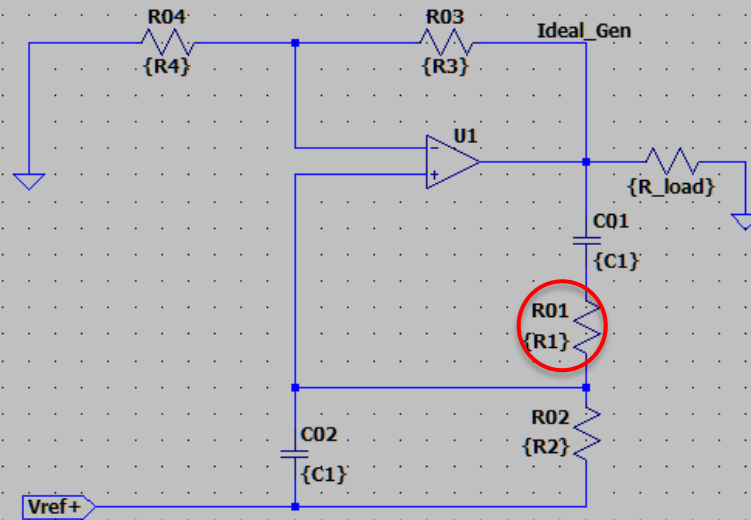 R04
{R4}
R03
{R3}
Ideal_Gen
U1
-
+
{R_load}
C01
{C1}
R01
{R1}
R02
{R2}
C02
{C1}
Vref+